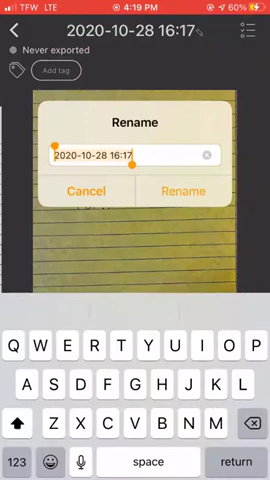 TFW LTE 4:19 PM 60%
2020-10-28 16:17
Never exported
Add tag
Rename
2020-10-28 16:17
Cancel Rename
Q W E R T Y U I O P
A S D F G H J K L
Z X C V B N M
123 space return